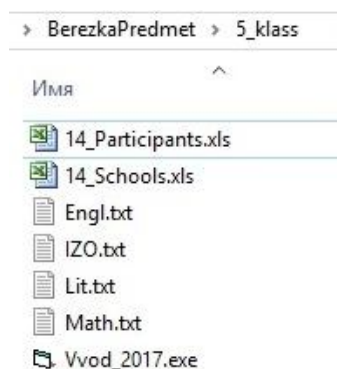 > BerezkaPredmet > 5_klass
Имя
14_Participants.xls
14_Schools.xls
Engl.txt
IZO.txt
Lit.txt
Math.txt
Vvod_2017.exe